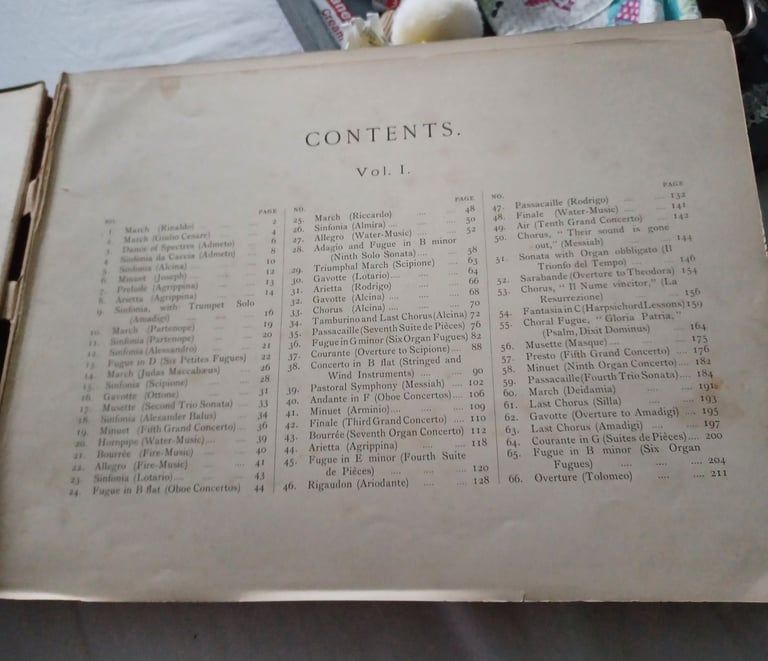 Cream
CONTENTS.
Vol. I.
NO. PAGE
1. March (Rinaldo) ... 2
2. March (Giulio Cesare) ... 4
3. Dance of Spectres (Admeto) 6
4. Sinfonia da Caccia (Admeto) ... 8
5. Sinfonia (Alcina) ... 10
6. Minuet (Joseph) ... 12
7. Prelude (Agrippina) ... 13
8. Arietta (Agrippina) ... 14
9. Sinfonia, with Trumpet Solo
(Amadigi) ... 16
10. March (Partenope) ... 19
11. Sinfonia (Partenope) ... 20
12. Sinfonia (Alessandro) ... 21
13. Fugue in D (Six Petites Fugues) 22
14. March (Judas Maccabæus) ... 26
15. Sinfonia (Scipione) ... 28
16. Gavotte (Ottone) ... 31
17. Musette (Second Trio Sonata) 33
18. Sinfonia (Alexander Balus) 34
19. Minuet (Fifth Grand Concerto) ... 36
20. Hornpipe (Water-Music) ... 39
21. Bourrée (Fire-Music) ... 40
22. Allegro (Fire-Music) ... 41
23. Sinfonia (Lotario) .... 43
24. Fugue in B flat (Oboe Concertos) 44
NO. PAGE
25. March (Riccardo) .... 48
26. Sinfonia (Almira) .... 50
27. Allegro (Water-Music) .... 52
28. Adagio and Fugue in B minor
(Ninth Solo Sonata) .... 58
29. Triumphal March (Scipione) 63
30. Gavotte (Lotario) .... 64
31. Arietta (Rodrigo) .... 66
32. Gavotte (Alcina) .... 68
33. Chorus (Alcina) .... 70
34. Tamburino and Last Chorus (Alcina) 72
35. Passacaille (Seventh Suite de Pièces) 76
36. Fugue in G minor (Six Organ Fugues) 82
37. Courante (Overture to Scipione) .... 88
38. Concerto in B flat (Stringed and
Wind Instruments) .... 90
39. Pastoral Symphony (Messiah) .... 102
40. Andante in F (Oboe Concertos) .... 106
41. Minuet (Arminio) .... 109
42. Finale (Third Grand Concerto) .... 110
43. Bourrée (Seventh Organ Concerto) 112
44. Arietta (Agrippina) .... 118
45. Fugue in E minor (Fourth Suite
de Pièces) .... 120
46. Rigaudon (Ariodante) .... 128
NO. PAGE
47. Passacaille (Rodrigo) .... 132
48. Finale (Water-Music) .... 141
49. Air (Tenth Grand Concerto) .... 142
50. Chorus, "Their sound is gone
out," (Messiah) .... 144
51. Sonata with Organ obbligato (Il
Trionfo del Tempo) .... 146
52. Sarabande (Overture to Theodora) 154
53. Chorus, "Il Nume vincitor," (La
Resurrezione) .... 156
54. Fantasia in C (Harpsichord Lessons) 159
55. Choral Fugue, "Gloria Patria,"
(Psalm, Dixit Dominus) .... 164
56. Musette (Masque) .... 175
57. Presto (Fifth Grand Concerto) .... 176
58. Minuet (Ninth Organ Concerto) .... 182
59. Passacaille (Fourth Trio Sonata) .... 184
60. March (Deidamia) .... 191
61. Last Chorus (Silla) .... 193
62. Gavotte (Overture to Amadigi) .... 195
63. Last Chorus (Amadigi) .... 197
64. Courante in G (Suites de Pièces) .... 200
65. Fugue in B minor (Six Organ
Fugues) .... 204
66. Overture (Tolomeo) .... 211